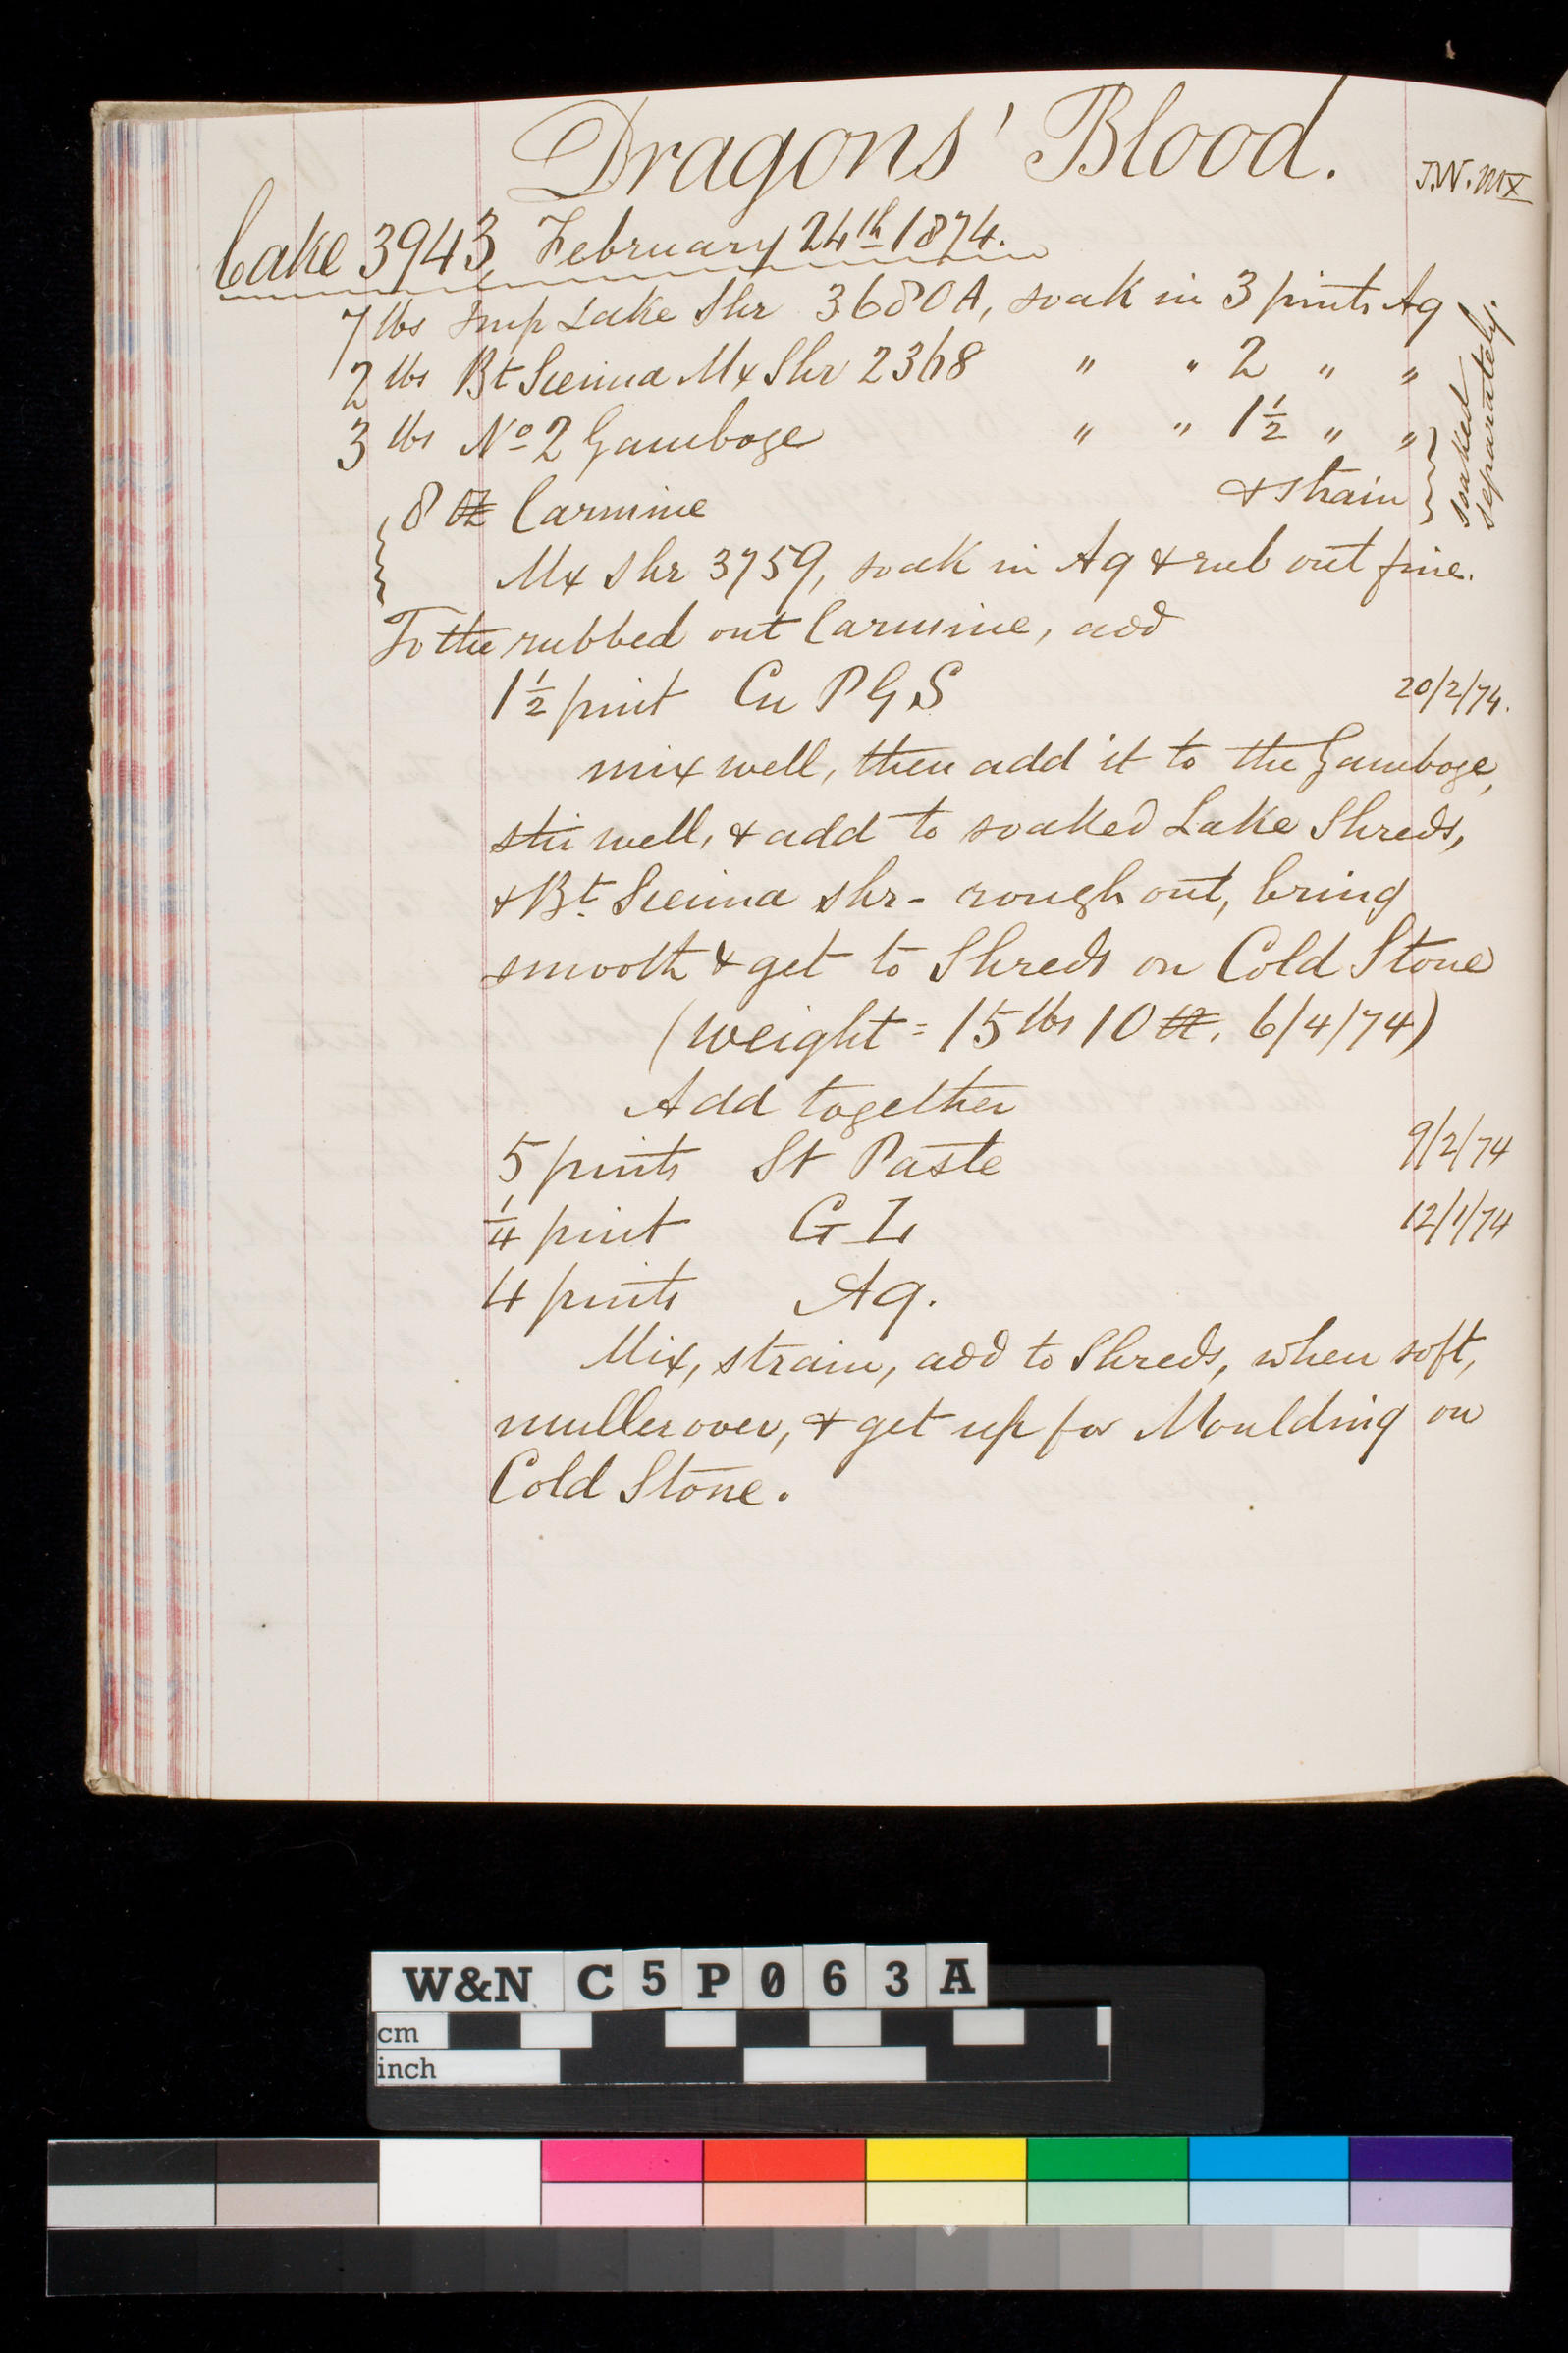 Dragons' Blood.
J.W. MX
Cake 3943, February 24th 1874.
7 lbs Imp Lake Shr 3680A, soak in 3 pints Aq
2 lbs Bt Sienna Mx Shr 2368 " " 2 " "
3 lbs No 2 Gamboge " " 1 1/2 " "
& strain
soaked
separately.
8 oz Carmine
Mx Shr 3759, soak in Aq & rub out fine.
To the rubbed out Carmine, add
1 1/2 pint Cu P G S 20/2/74.
mix well, then add it to the Gamboge,
stir well, & add to soaked Lake Shreds,
& Bt. Sienna shr - rough out, bring
smooth & get to Shreds on Cold Stone
(weight = 15 lbs 10 oz. 6/4/74)
Add together
5 pints St Paste 9/2/74
1/4 pint G L 12/1/74
4 pints Aq.
Mix, strain, add to Shreds, when soft,
muller over, & get up for Moulding on
Cold Stone.
W&N C5P063A
cm
inch